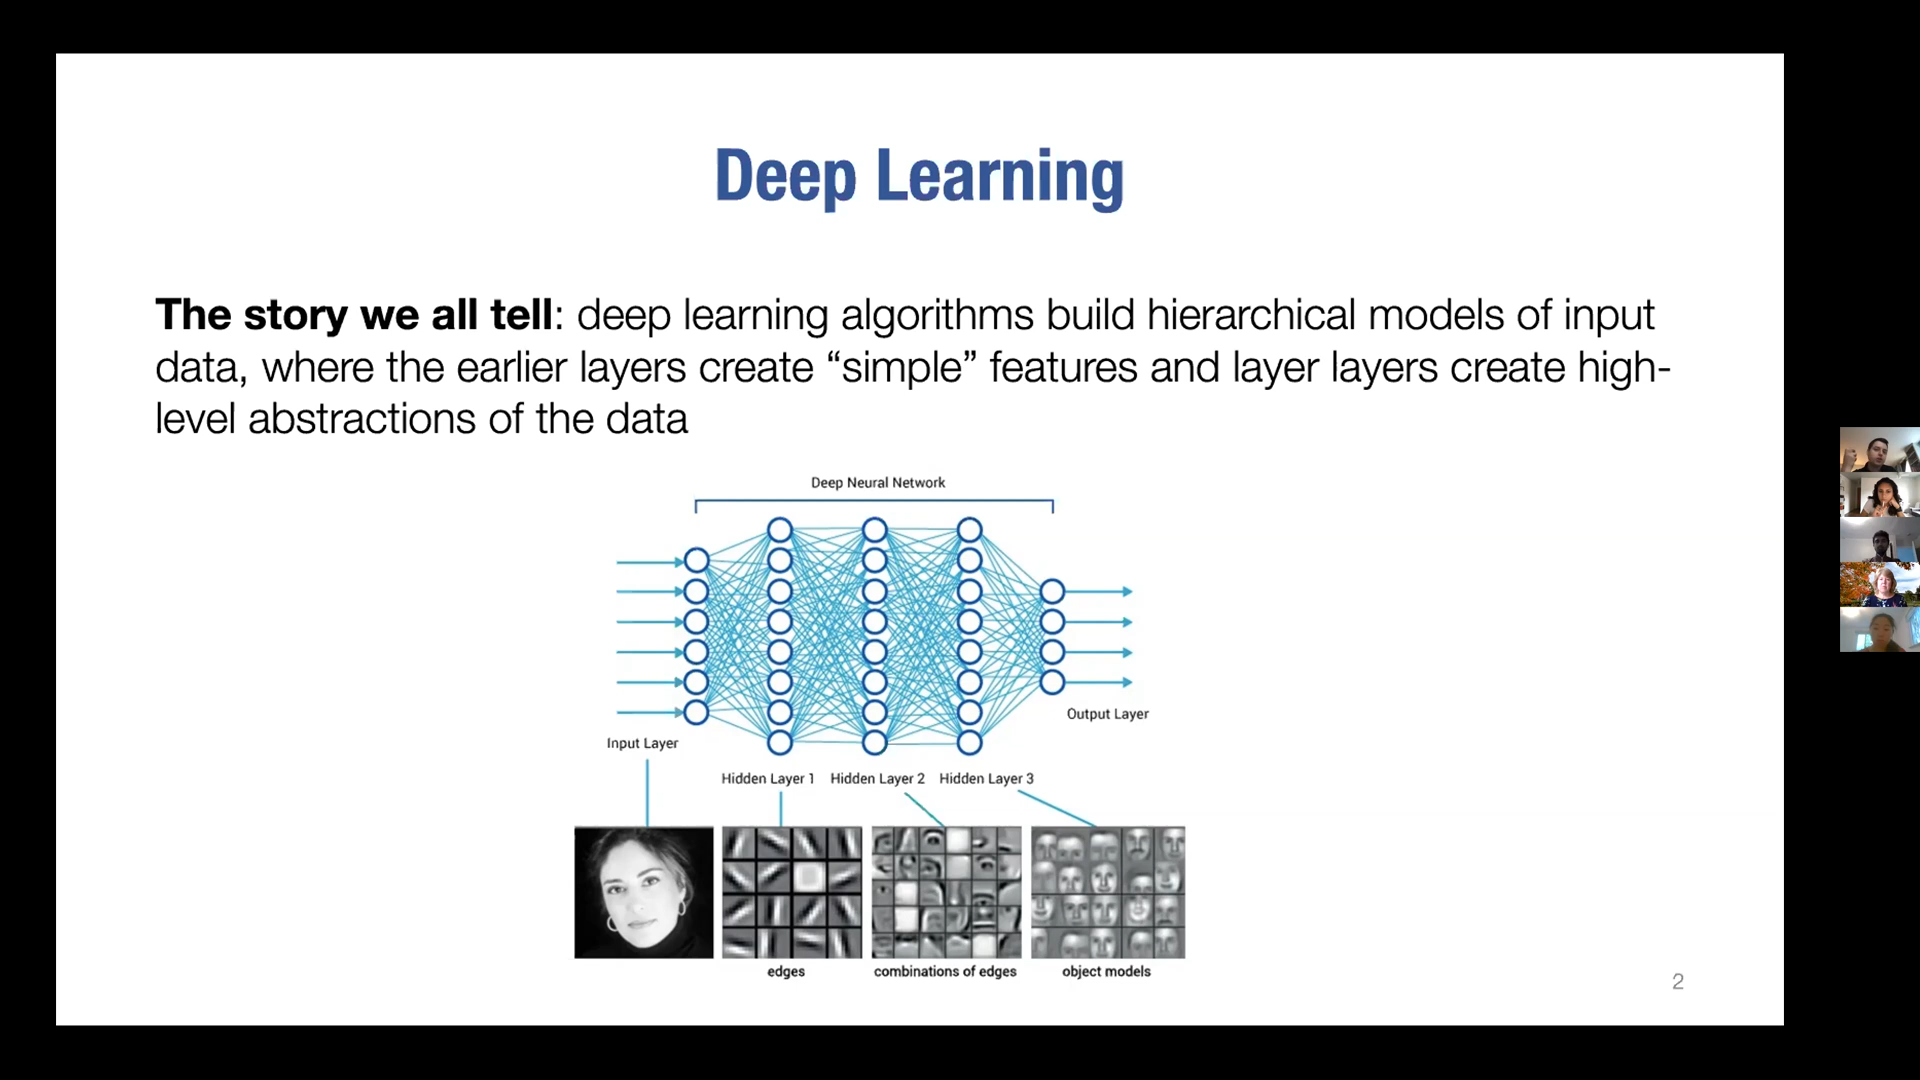 Deep Learning
The story we all tell: deep learning algorithms build hierarchical models of input
data, where the earlier layers create “simple” features and layer layers create high-
level abstractions of the data
Deep Neural Network
Output Layer
Input Layer
Hidden Layer 1 Hidden Layer 2 Hidden Layer 3
edges combinations of edges object models
2